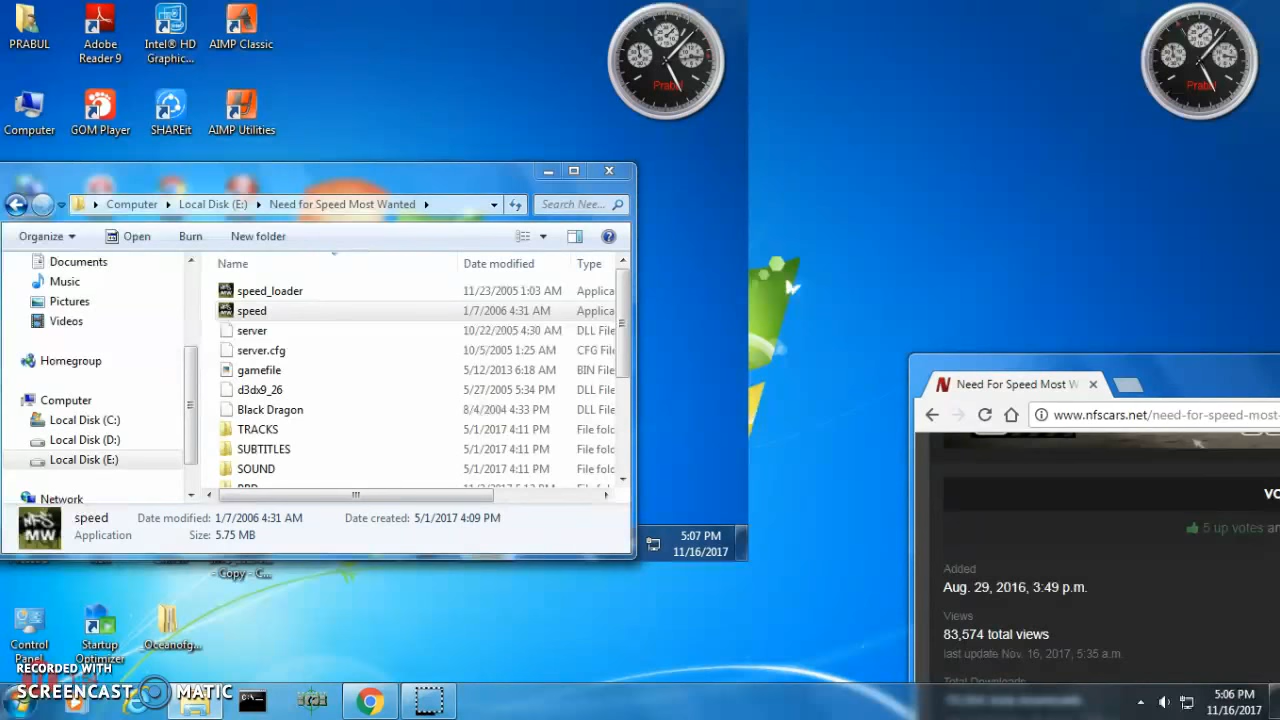 PRABUL
Adobe Reader 9
Intel® HD Graphic...
AIMP Classic
Computer
GOM Player
SHAREit
AIMP Utilities
Prabul
Prabul
Computer
Local Disk (E:)
Need for Speed Most Wanted
Search Nee...
Organize
Open
Burn
New folder
Documents
Music
Pictures
Videos
Homegroup
Computer
Local Disk (C:)
Local Disk (D:)
Local Disk (E:)
Network
Name Date modified Type
speed_loader 11/23/2005 1:03 AM Applica
speed 1/7/2006 4:31 AM Applica
server 10/22/2005 4:30 AM DLL File
server.cfg 10/5/2005 1:25 AM CFG File
gamefile 5/12/2013 6:18 AM BIN File
d3dx9_26 5/27/2005 5:34 PM DLL File
Black Dragon 8/4/2004 4:33 PM DLL File
TRACKS 5/1/2017 4:11 PM File fold
SUBTITLES 5/1/2017 4:11 PM File fold
SOUND 5/1/2017 4:11 PM File fold
speed Date modified: 1/7/2006 4:31 AM Date created: 5/1/2017 4:09 PM
Application Size: 5.75 MB
5:07 PM
11/16/2017
- Copy - C...
Control Panel
Startup Optimizer
Oceanofg...
RECORDED WITH
SCREENCAST MATIC
Need For Speed Most W
www.nfscars.net/need-for-speed-most-
VO
5 up votes an
Added
Aug. 29, 2016, 3:49 p.m.
Views
83,574 total views
last update Nov. 16, 2017, 5:35 a.m.
Total Downloads
5:06 PM
11/16/2017